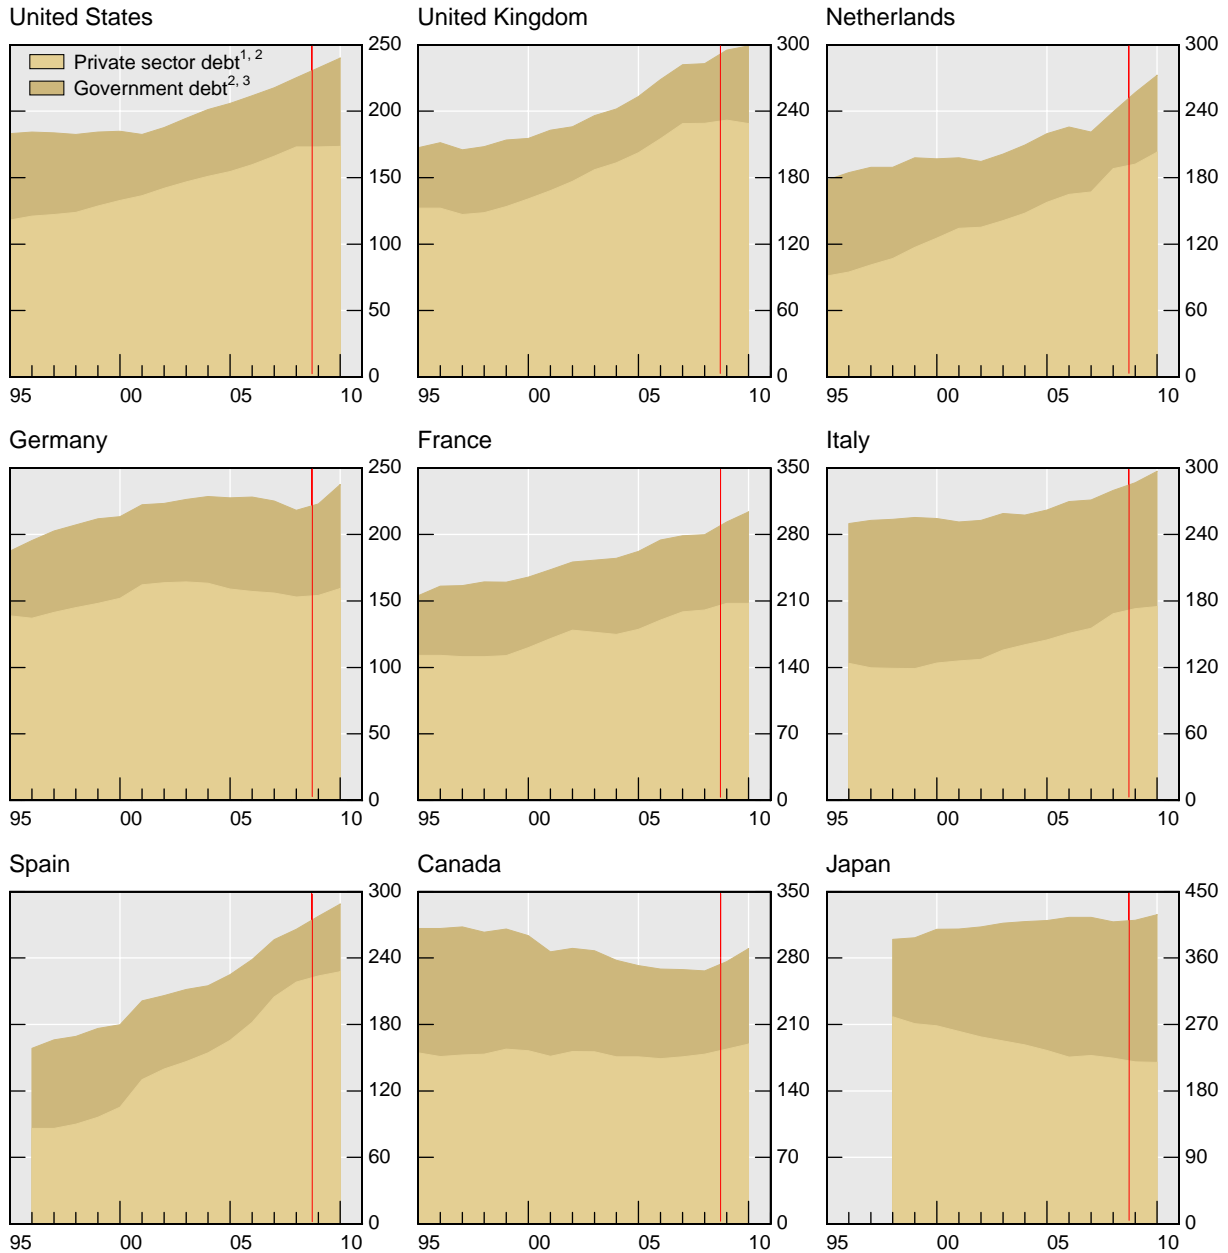 United States
United Kingdom
Netherlands
Private sector debt1, 2
Government debt2, 3
250
200
150
100
50
0
95 00 05 10
300
240
180
120
60
0
95 00 05 10
300
240
180
120
60
0
95 00 05 10
Germany
France
Italy
250
200
150
100
50
0
95 00 05 10
350
280
210
140
70
0
95 00 05 10
300
240
180
120
60
0
95 00 05 10
Spain
Canada
Japan
300
240
180
120
60
0
95 00 05 10
350
280
210
140
70
0
95 00 05 10
450
360
270
180
90
0
95 00 05 10